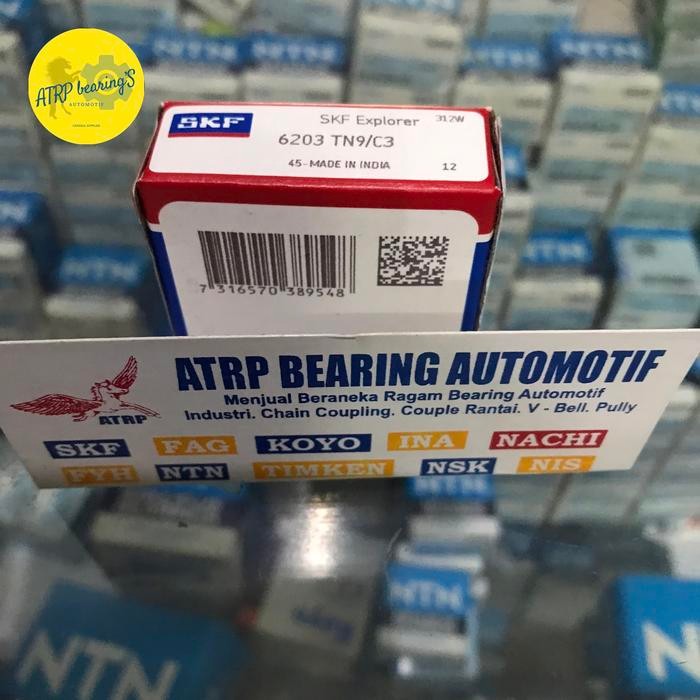 ATRP bearing'S
AUTOMOTIF
SKF
SKF Explorer 312W
6203 TN9/C3
45-MADE IN INDIA 12
7 316570 389548
ATRP BEARING AUTOMOTIF
Menjual Beraneka Ragam Bearing Automotif
Industri. Chain Coupling. Couple Rantai. V - Bell. Pully
ATRP
SKF FAG KOYO INA NACHI
FYH NTN TIMKEN NSK NIS
NTN
NTN
NTN